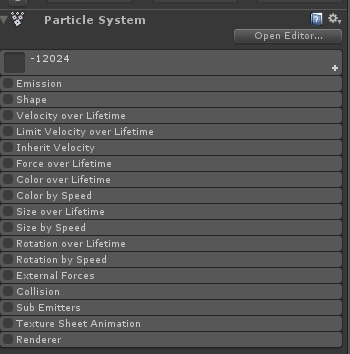 Particle System
Open Editor...
-12024
Emission
Shape
Velocity over Lifetime
Limit Velocity over Lifetime
Inherit Velocity
Force over Lifetime
Color over Lifetime
Color by Speed
Size over Lifetime
Size by Speed
Rotation over Lifetime
Rotation by Speed
External Forces
Collision
Sub Emitters
Texture Sheet Animation
Renderer